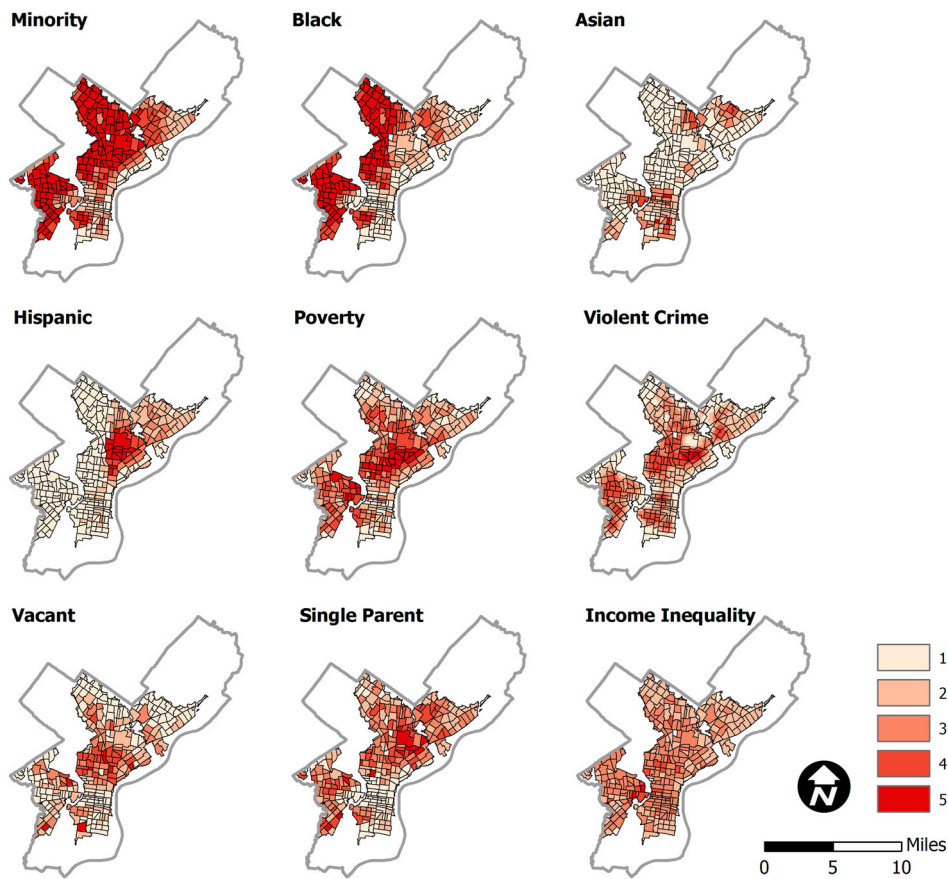 Minority
Black
Asian
Hispanic
Poverty
Violent Crime
Vacant
Single Parent
Income Inequality
1
2
3
4
5
N
Miles
0 5 10